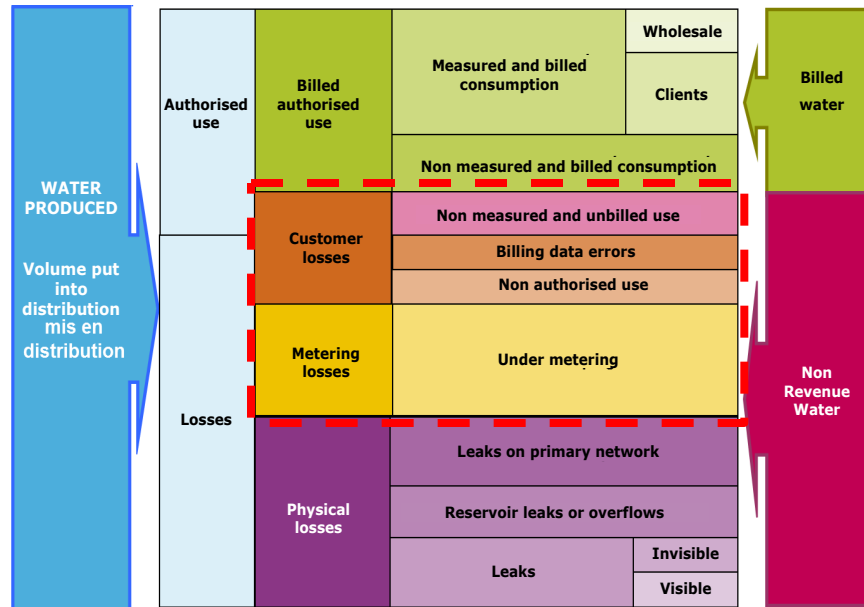 WATER
PRODUCED
Volume put
into
distribution
mis en
distribution
Authorised
use
Losses
Billed
authorised
use
Customer
losses
Metering
losses
Physical
losses
Measured and billed
consumption
Wholesale
Clients
Non measured and billed consumption
Non measured and unbilled use
Billing data errors
Non authorised use
Under metering
Leaks on primary network
Reservoir leaks or overflows
Leaks
Invisible
Visible
Billed
water
Non
Revenue
Water